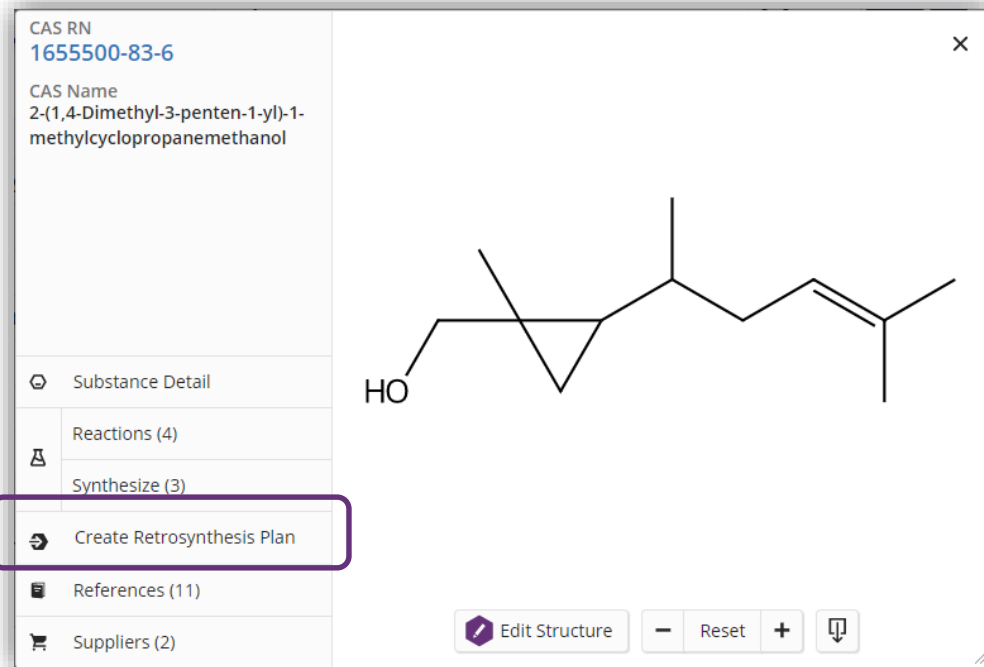 CAS RN
1655500-83-6
CAS Name
2-(1,4-Dimethyl-3-penten-1-yl)-1-
methylcyclopropanemethanol
Substance Detail
Reactions (4)
Synthesize (3)
Create Retrosynthesis Plan
References (11)
Suppliers (2)
HO
Edit Structure
Reset